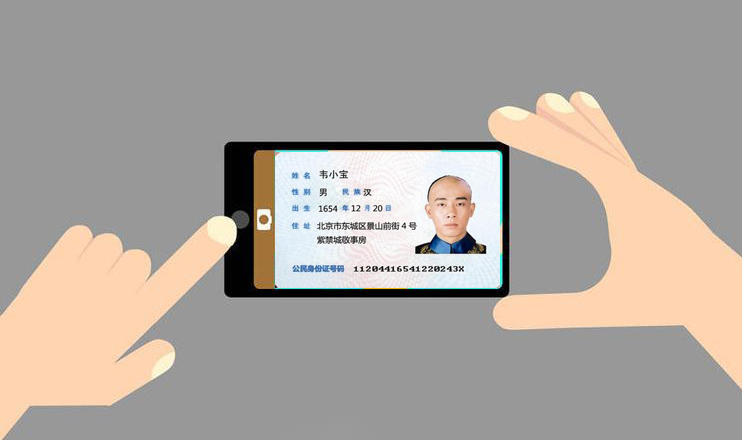 姓名 韦小宝
性别 男 民族 汉
出生 1654 年 12 月 20 日
住址 北京市东城区景山前街4号
紫禁城敬事房
公民身份证号码 11204416541220243X